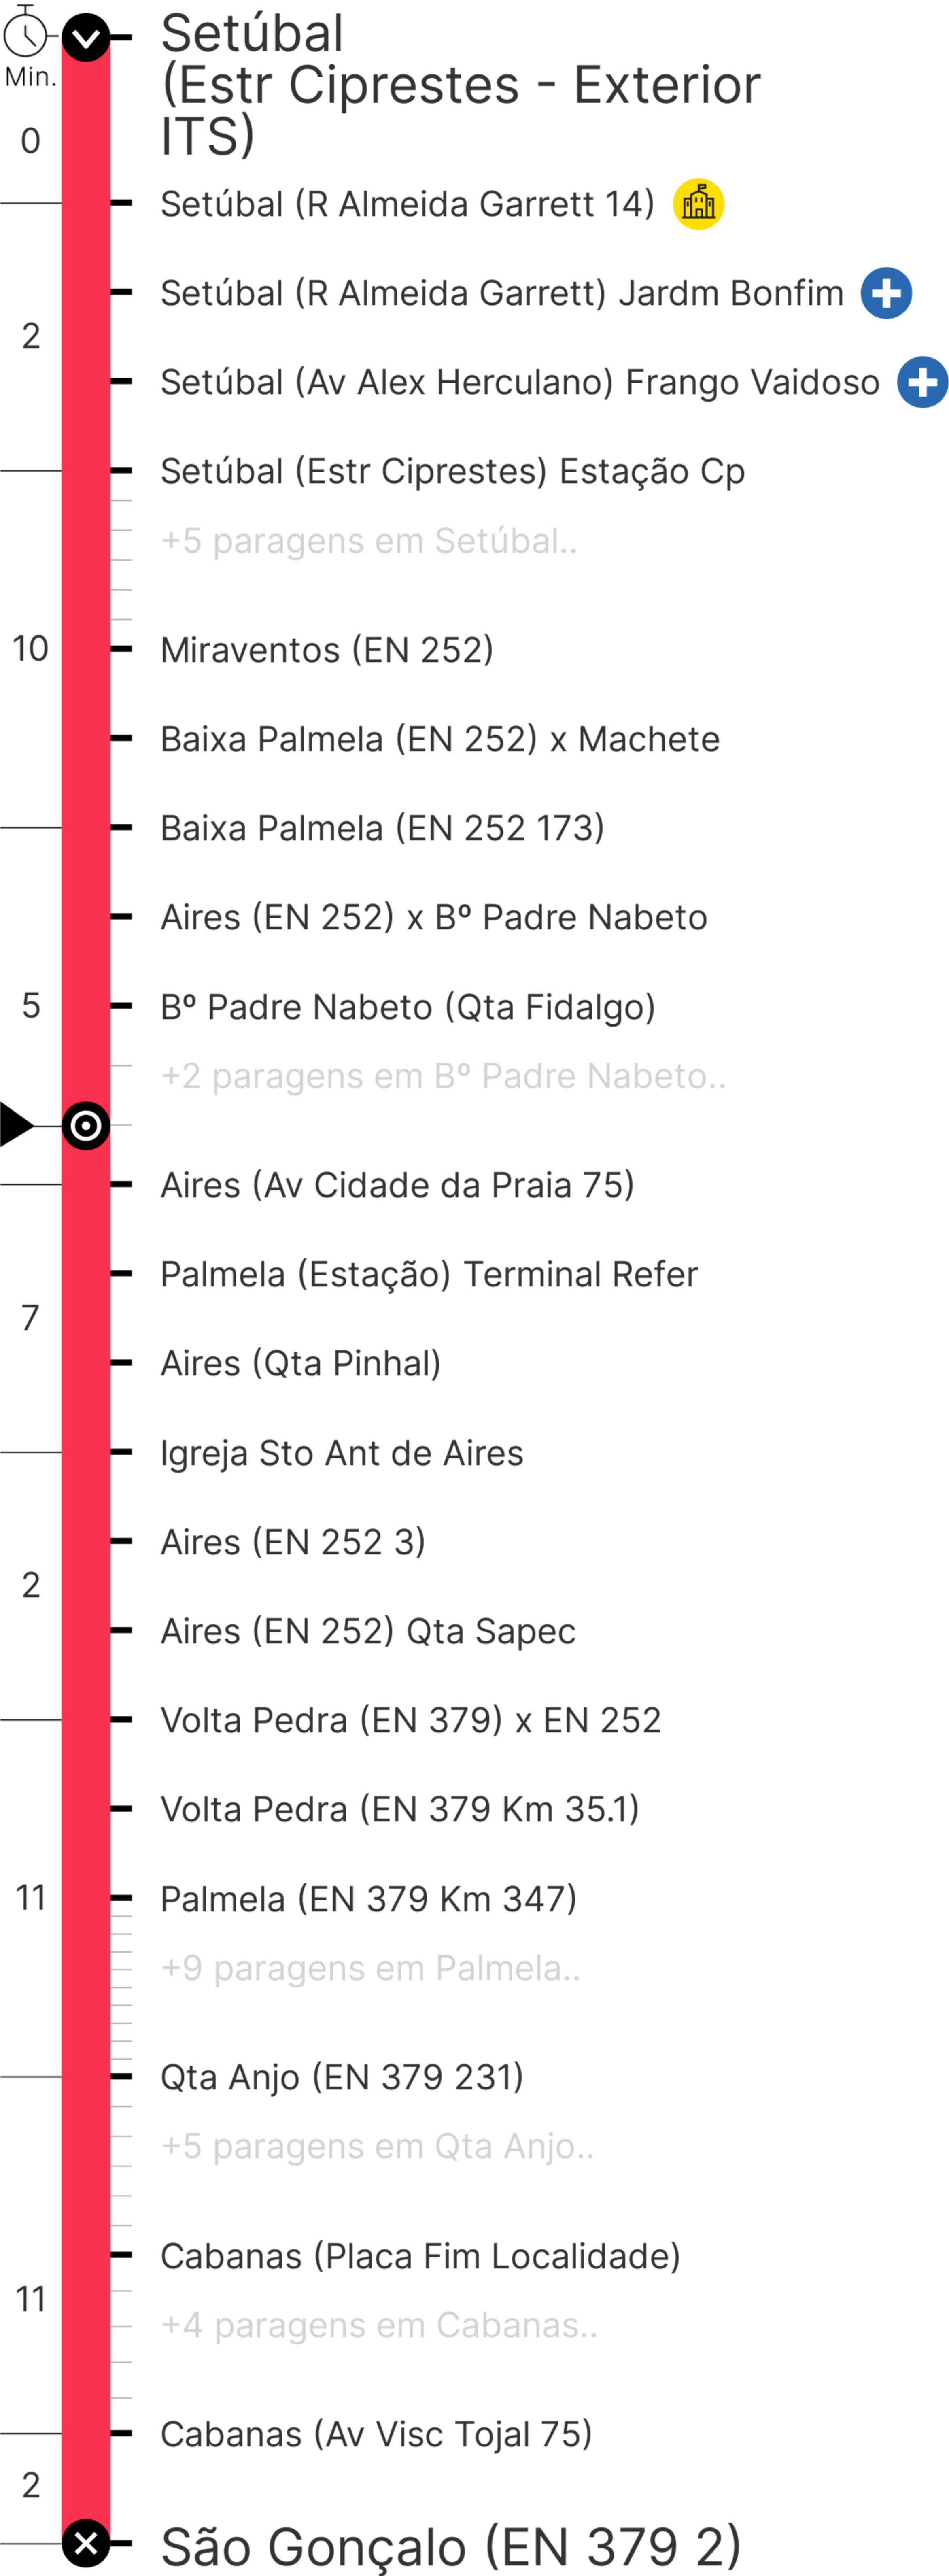 Setúbal
(Estr Ciprestes - Exterior
ITS)
Min.
0
Setúbal (R Almeida Garrett 14)
Setúbal (R Almeida Garrett) Jardm Bonfim
2
Setúbal (Av Alex Herculano) Frango Vaidoso
Setúbal (Estr Ciprestes) Estação Cp
+5 paragens em Setúbal..
10
Miraventos (EN 252)
Baixa Palmela (EN 252) x Machete
Baixa Palmela (EN 252 173)
Aires (EN 252) x Bº Padre Nabeto
5
Bº Padre Nabeto (Qta Fidalgo)
+2 paragens em Bº Padre Nabeto..
Aires (Av Cidade da Praia 75)
Palmela (Estação) Terminal Refer
7
Aires (Qta Pinhal)
Igreja Sto Ant de Aires
Aires (EN 252 3)
2
Aires (EN 252) Qta Sapec
Volta Pedra (EN 379) x EN 252
Volta Pedra (EN 379 Km 35.1)
11
Palmela (EN 379 Km 347)
+9 paragens em Palmela..
Qta Anjo (EN 379 231)
+5 paragens em Qta Anjo..
Cabanas (Placa Fim Localidade)
11
+4 paragens em Cabanas..
Cabanas (Av Visc Tojal 75)
2
São Gonçalo (EN 379 2)